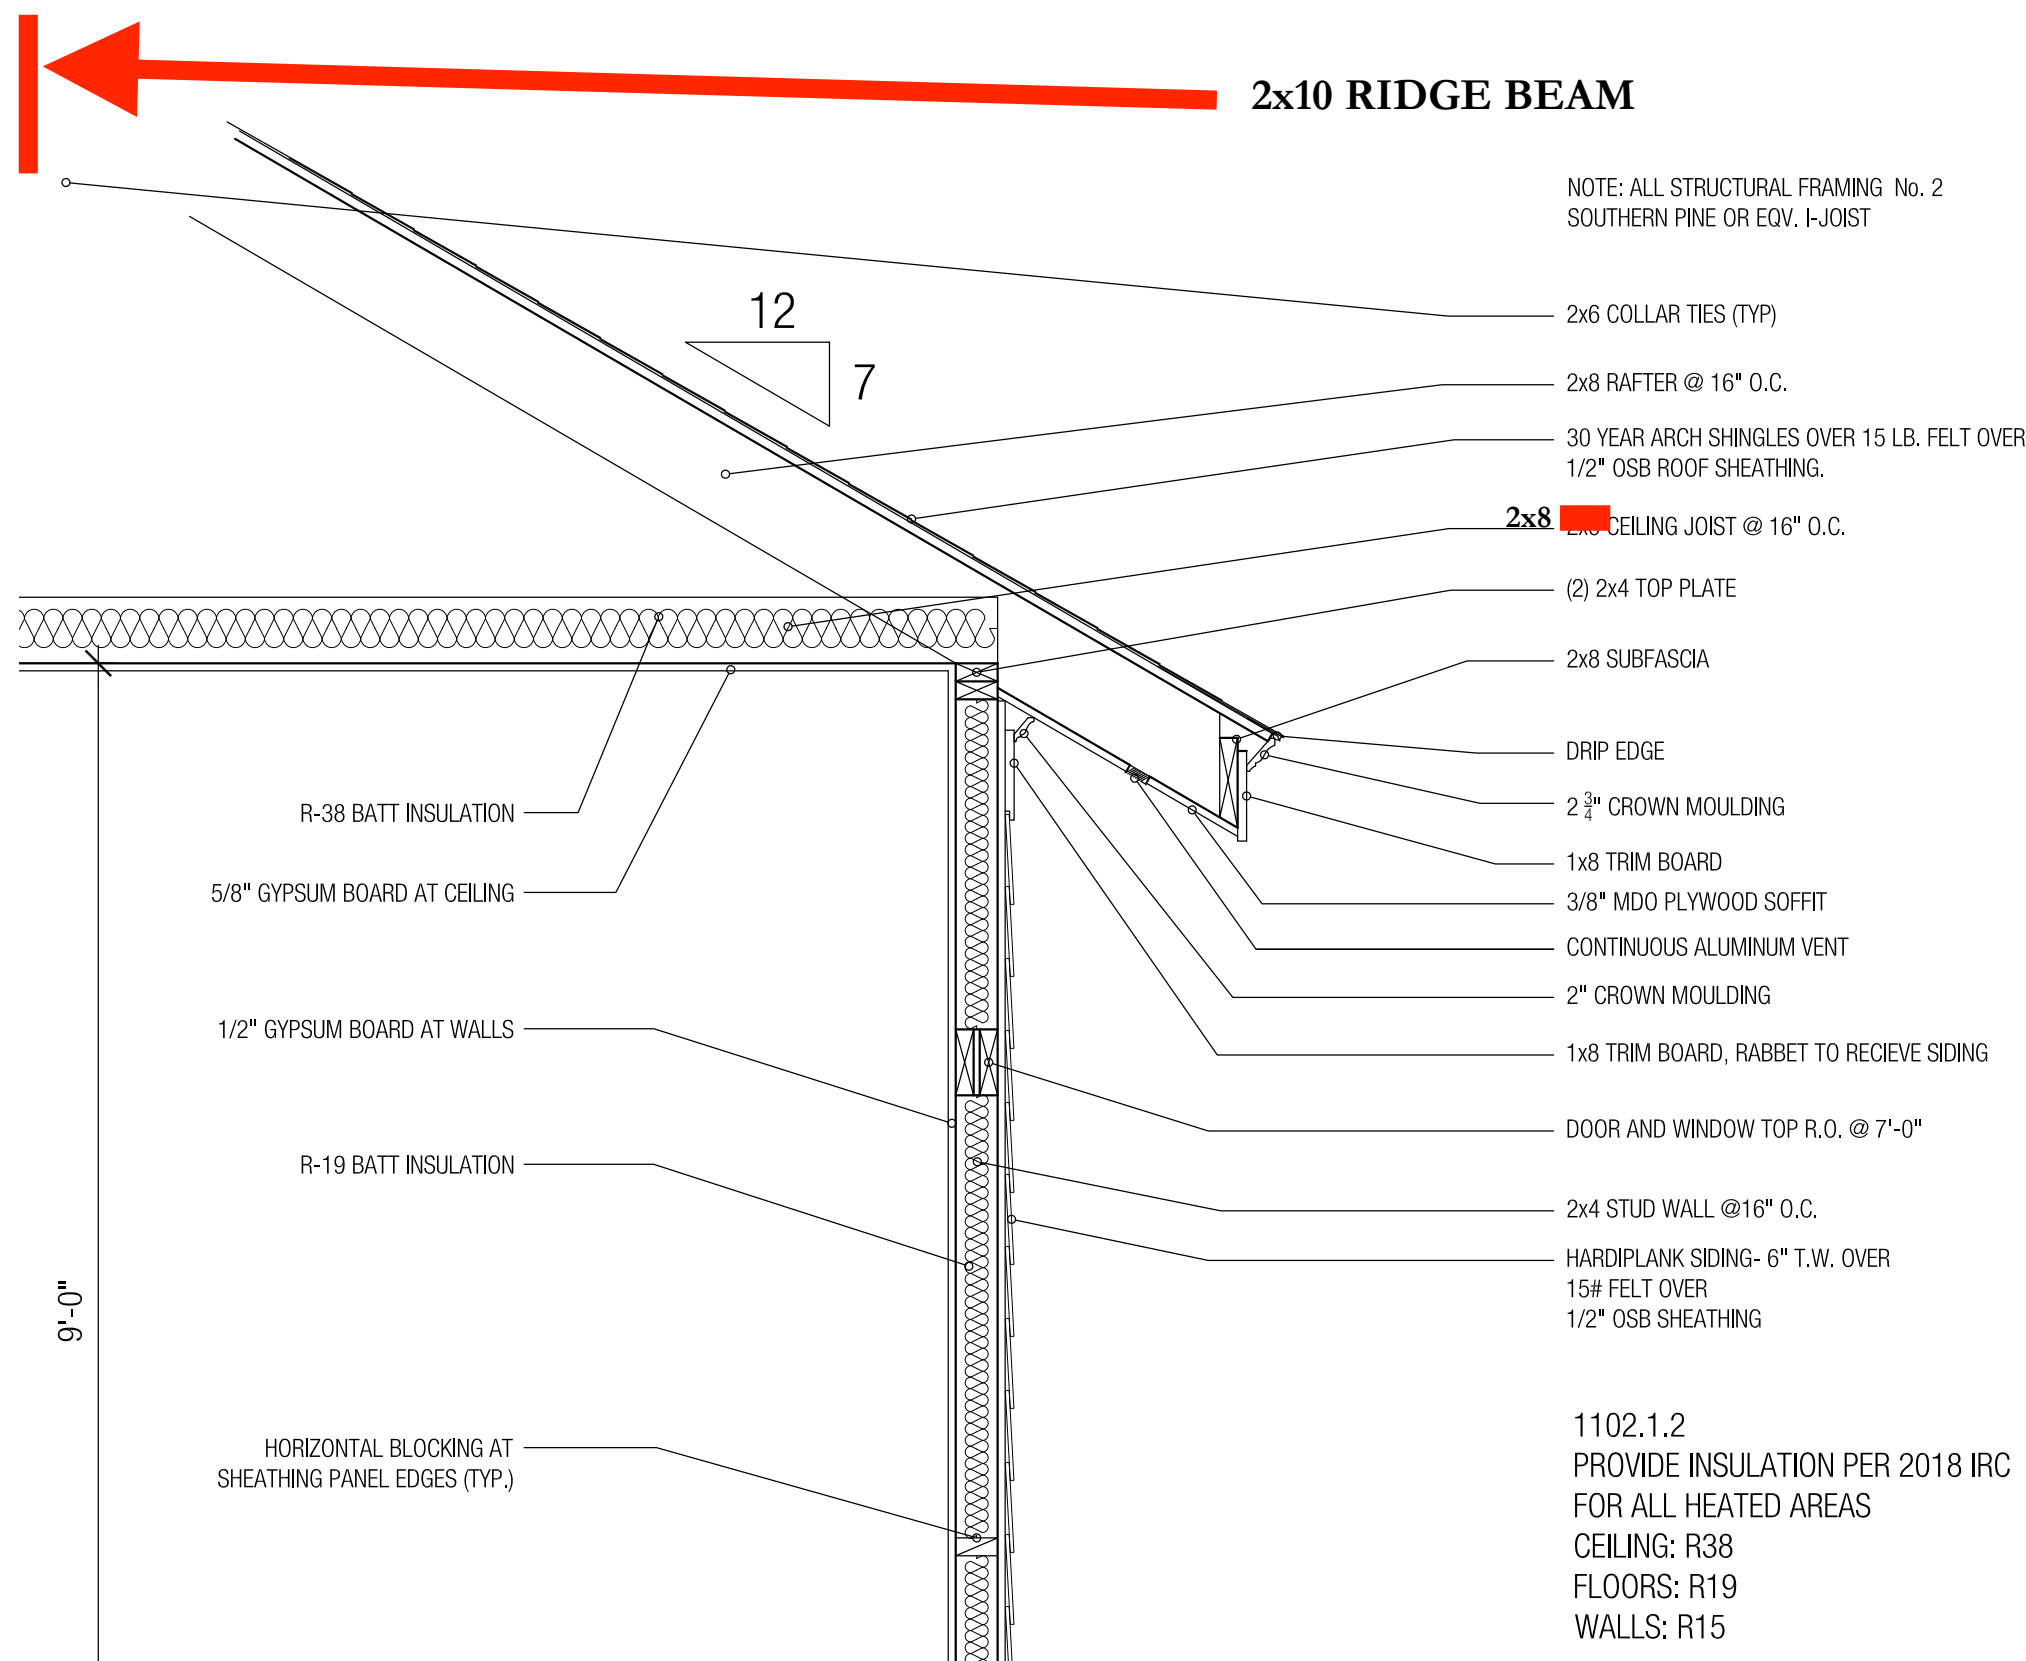 2x10 RIDGE BEAM
NOTE: ALL STRUCTURAL FRAMING No. 2
SOUTHERN PINE OR EQV. I-JOIST
12
7
2x6 COLLAR TIES (TYP)
2x8 RAFTER @ 16" O.C.
30 YEAR ARCH SHINGLES OVER 15 LB. FELT OVER
1/2" OSB ROOF SHEATHING.
2x8 CEILING JOIST @ 16" O.C.
(2) 2x4 TOP PLATE
2x8 SUBFASCIA
DRIP EDGE
2 3/4" CROWN MOULDING
1x8 TRIM BOARD
3/8" MDO PLYWOOD SOFFIT
CONTINUOUS ALUMINUM VENT
2" CROWN MOULDING
1x8 TRIM BOARD, RABBET TO RECIEVE SIDING
DOOR AND WINDOW TOP R.O. @ 7'-0"
2x4 STUD WALL @16" O.C.
HARDIPLANK SIDING- 6" T.W. OVER
15# FELT OVER
1/2" OSB SHEATHING
R-38 BATT INSULATION
5/8" GYPSUM BOARD AT CEILING
1/2" GYPSUM BOARD AT WALLS
R-19 BATT INSULATION
9'-0"
HORIZONTAL BLOCKING AT
SHEATHING PANEL EDGES (TYP.)
1102.1.2
PROVIDE INSULATION PER 2018 IRC
FOR ALL HEATED AREAS
CEILING: R38
FLOORS: R19
WALLS: R15